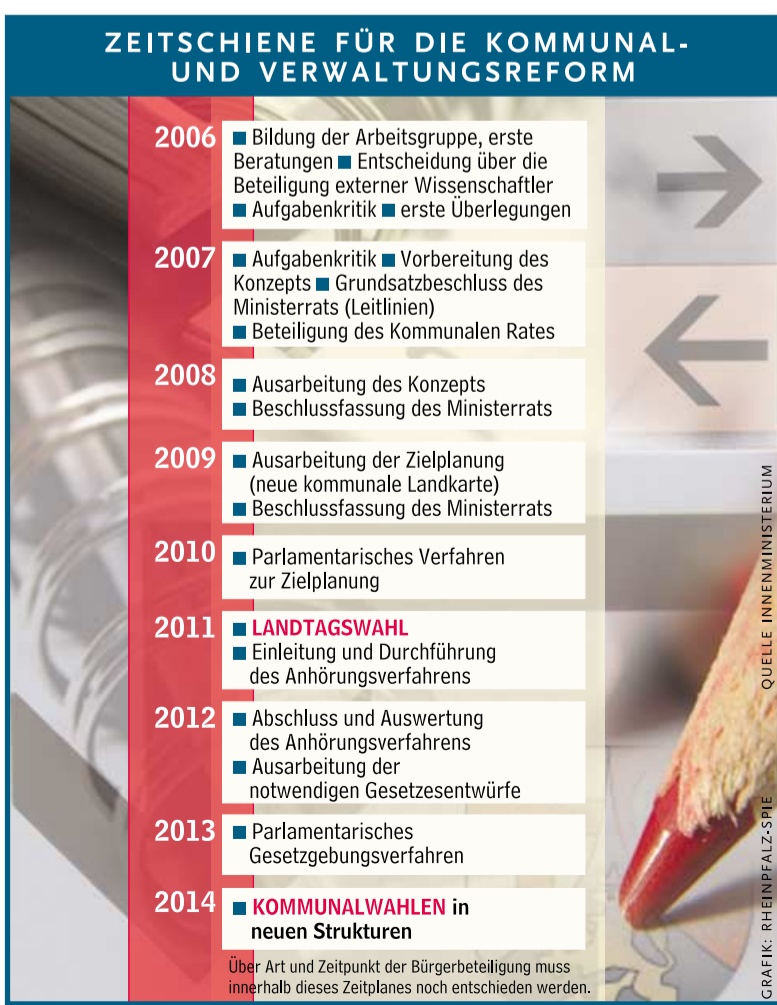 ZEITSCHIENE FÜR DIE KOMMUNAL-
UND VERWALTUNGSREFORM
2006
■ Bildung der Arbeitsgruppe, erste
Beratungen ■ Entscheidung über die
Beteiligung externer Wissenschaftler
■ Aufgabenkritik ■ erste Überlegungen
2007
■ Aufgabenkritik ■ Vorbereitung des
Konzepts ■ Grundsatzbeschluss des
Ministerrats (Leitlinien)
■ Beteiligung des Kommunalen Rates
2008
■ Ausarbeitung des Konzepts
■ Beschlussfassung des Ministerrats
2009
■ Ausarbeitung der Zielplanung
(neue kommunale Landkarte)
■ Beschlussfassung des Ministerrats
2010
■ Parlamentarisches Verfahren
zur Zielplanung
2011
■ LANDTAGSWAHL
■ Einleitung und Durchführung
des Anhörungsverfahrens
2012
■ Abschluss und Auswertung
des Anhörungsverfahrens
■ Ausarbeitung der
notwendigen Gesetzesentwürfe
2013
■ Parlamentarisches
Gesetzgebungsverfahren
2014
■ KOMMUNALWAHLEN in
neuen Strukturen
Über Art und Zeitpunkt der Bürgerbeteiligung muss
innerhalb dieses Zeitplanes noch entschieden werden.
GRAFIK: RHEINPFALZ-SPIE QUELLE INNENMINISTERIUM